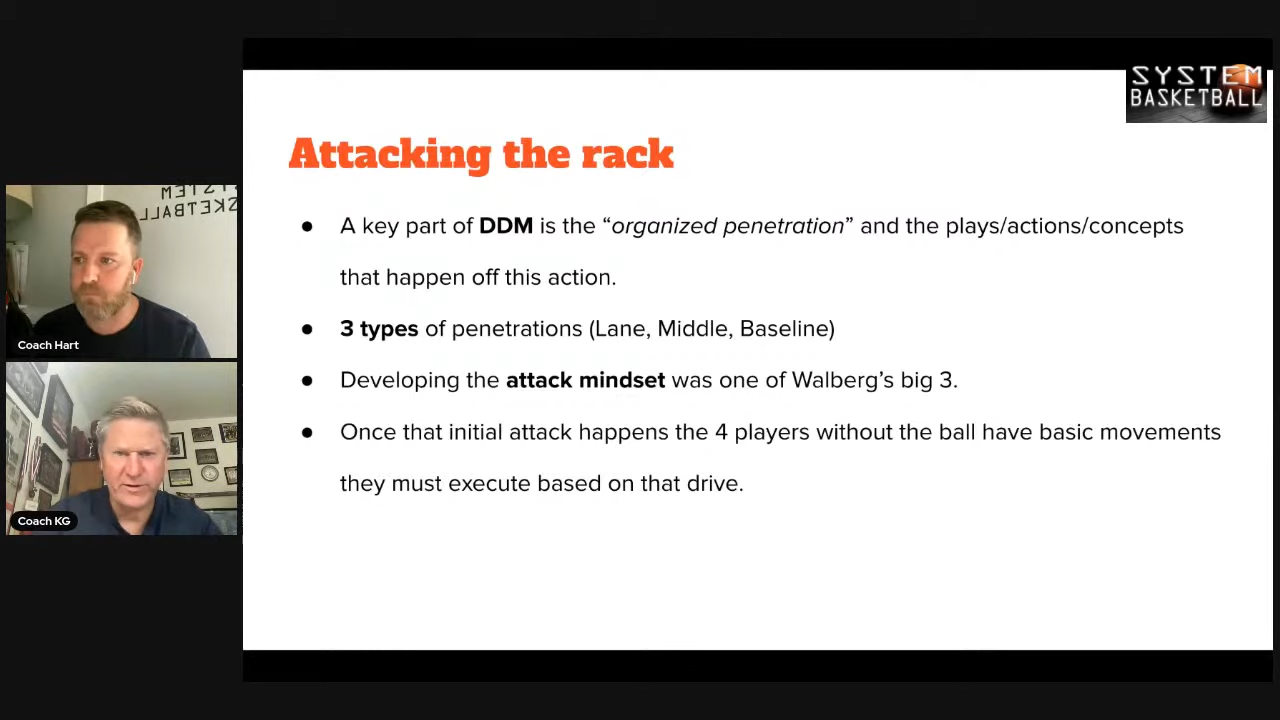 SYSTEM
BASKETBALL
Attacking the rack
● A key part of DDM is the “organized penetration” and the plays/actions/concepts
that happen off this action.
● 3 types of penetrations (Lane, Middle, Baseline)
● Developing the attack mindset was one of Walberg’s big 3.
● Once that initial attack happens the 4 players without the ball have basic movements
they must execute based on that drive.
Coach Hart
Coach KG